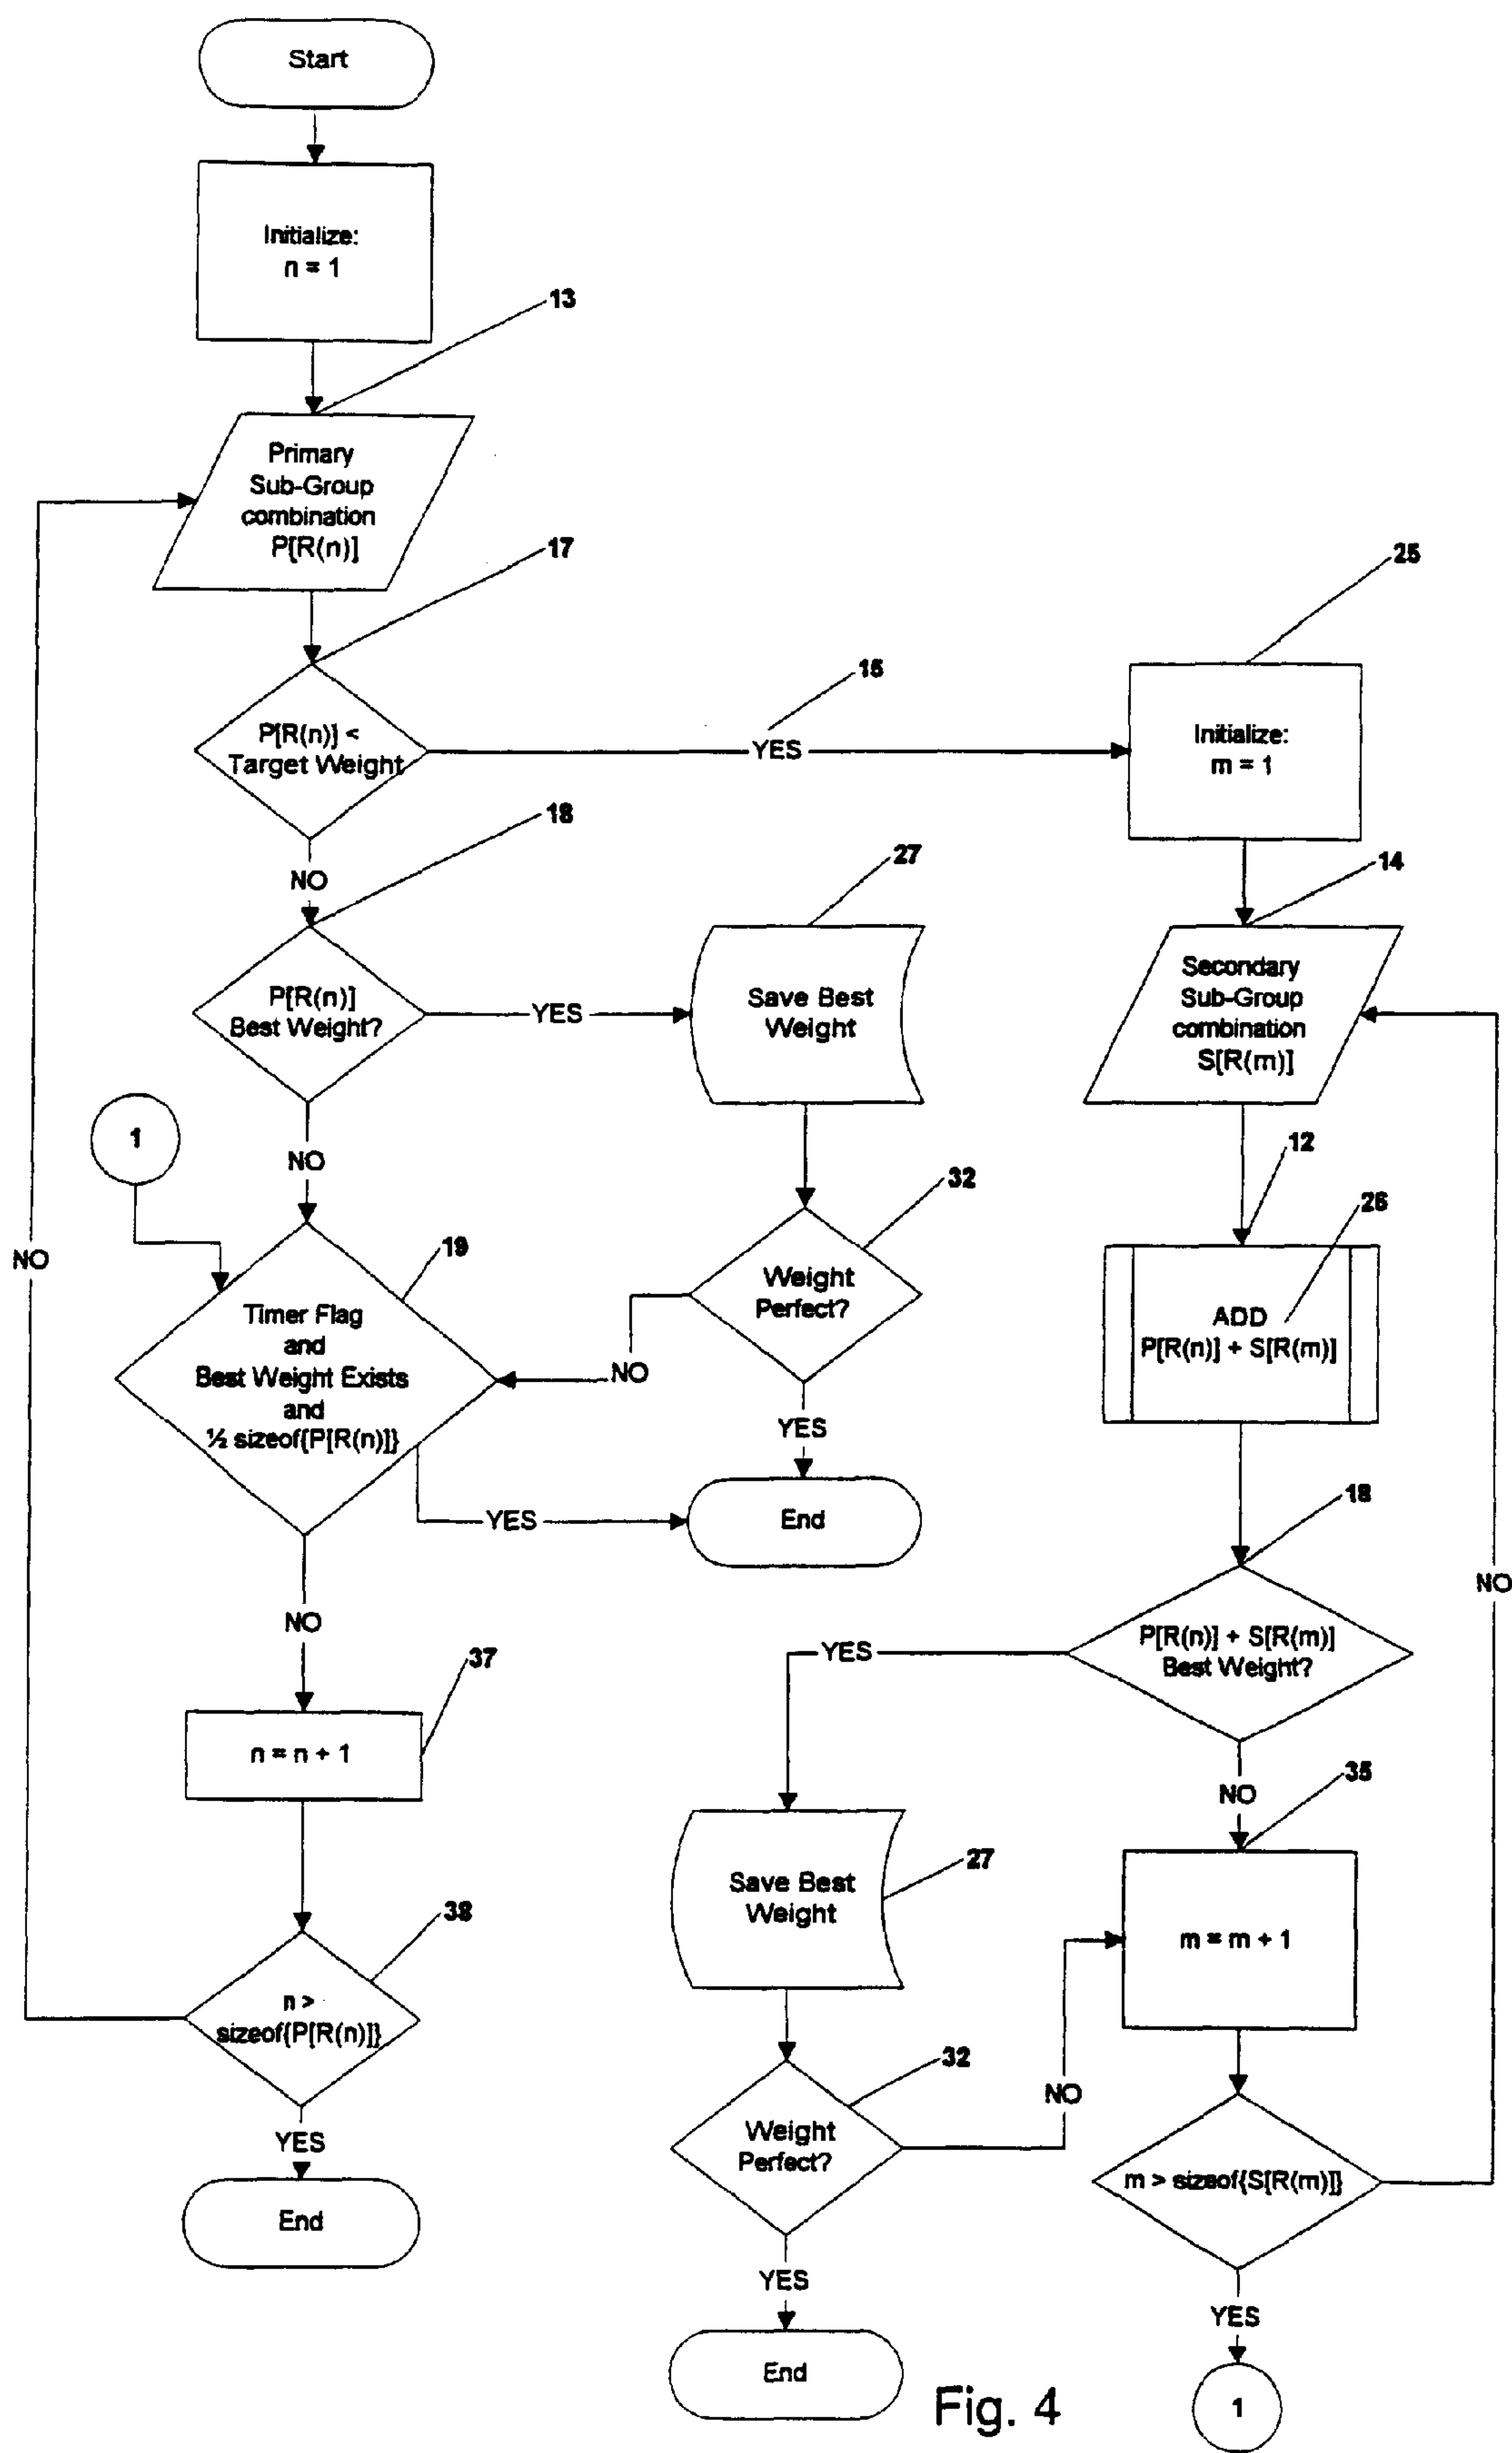 Start
Initialize:
n = 1
13
Primary
Sub-Group
combination
P[R(n)]
17
25
P[R(n)] <
Target Weight
15
YES
Initialize:
m = 1
NO
18
27
14
P[R(n)]
Best Weight?
YES
Save Best
Weight
Secondary
Sub-Group
combination
S[R(m)]
1
NO
12
32
26
NO
19
Timer Flag
and
Best Weight Exists
and
½ sizeof{P[R(n)]}
Weight
Perfect?
NO
ADD
P[R(n)] + S[R(m)]
YES
YES
End
18
NO
NO
P[R(n)] + S[R(m)]
Best Weight?
YES
37
n = n + 1
NO
35
Save Best
Weight
27
m = m + 1
38
n >
sizeof{P[R(n)]}
32
Weight
Perfect?
NO
m > sizeof{S[R(m)]}
YES
End
YES
End
YES
1
Fig. 4